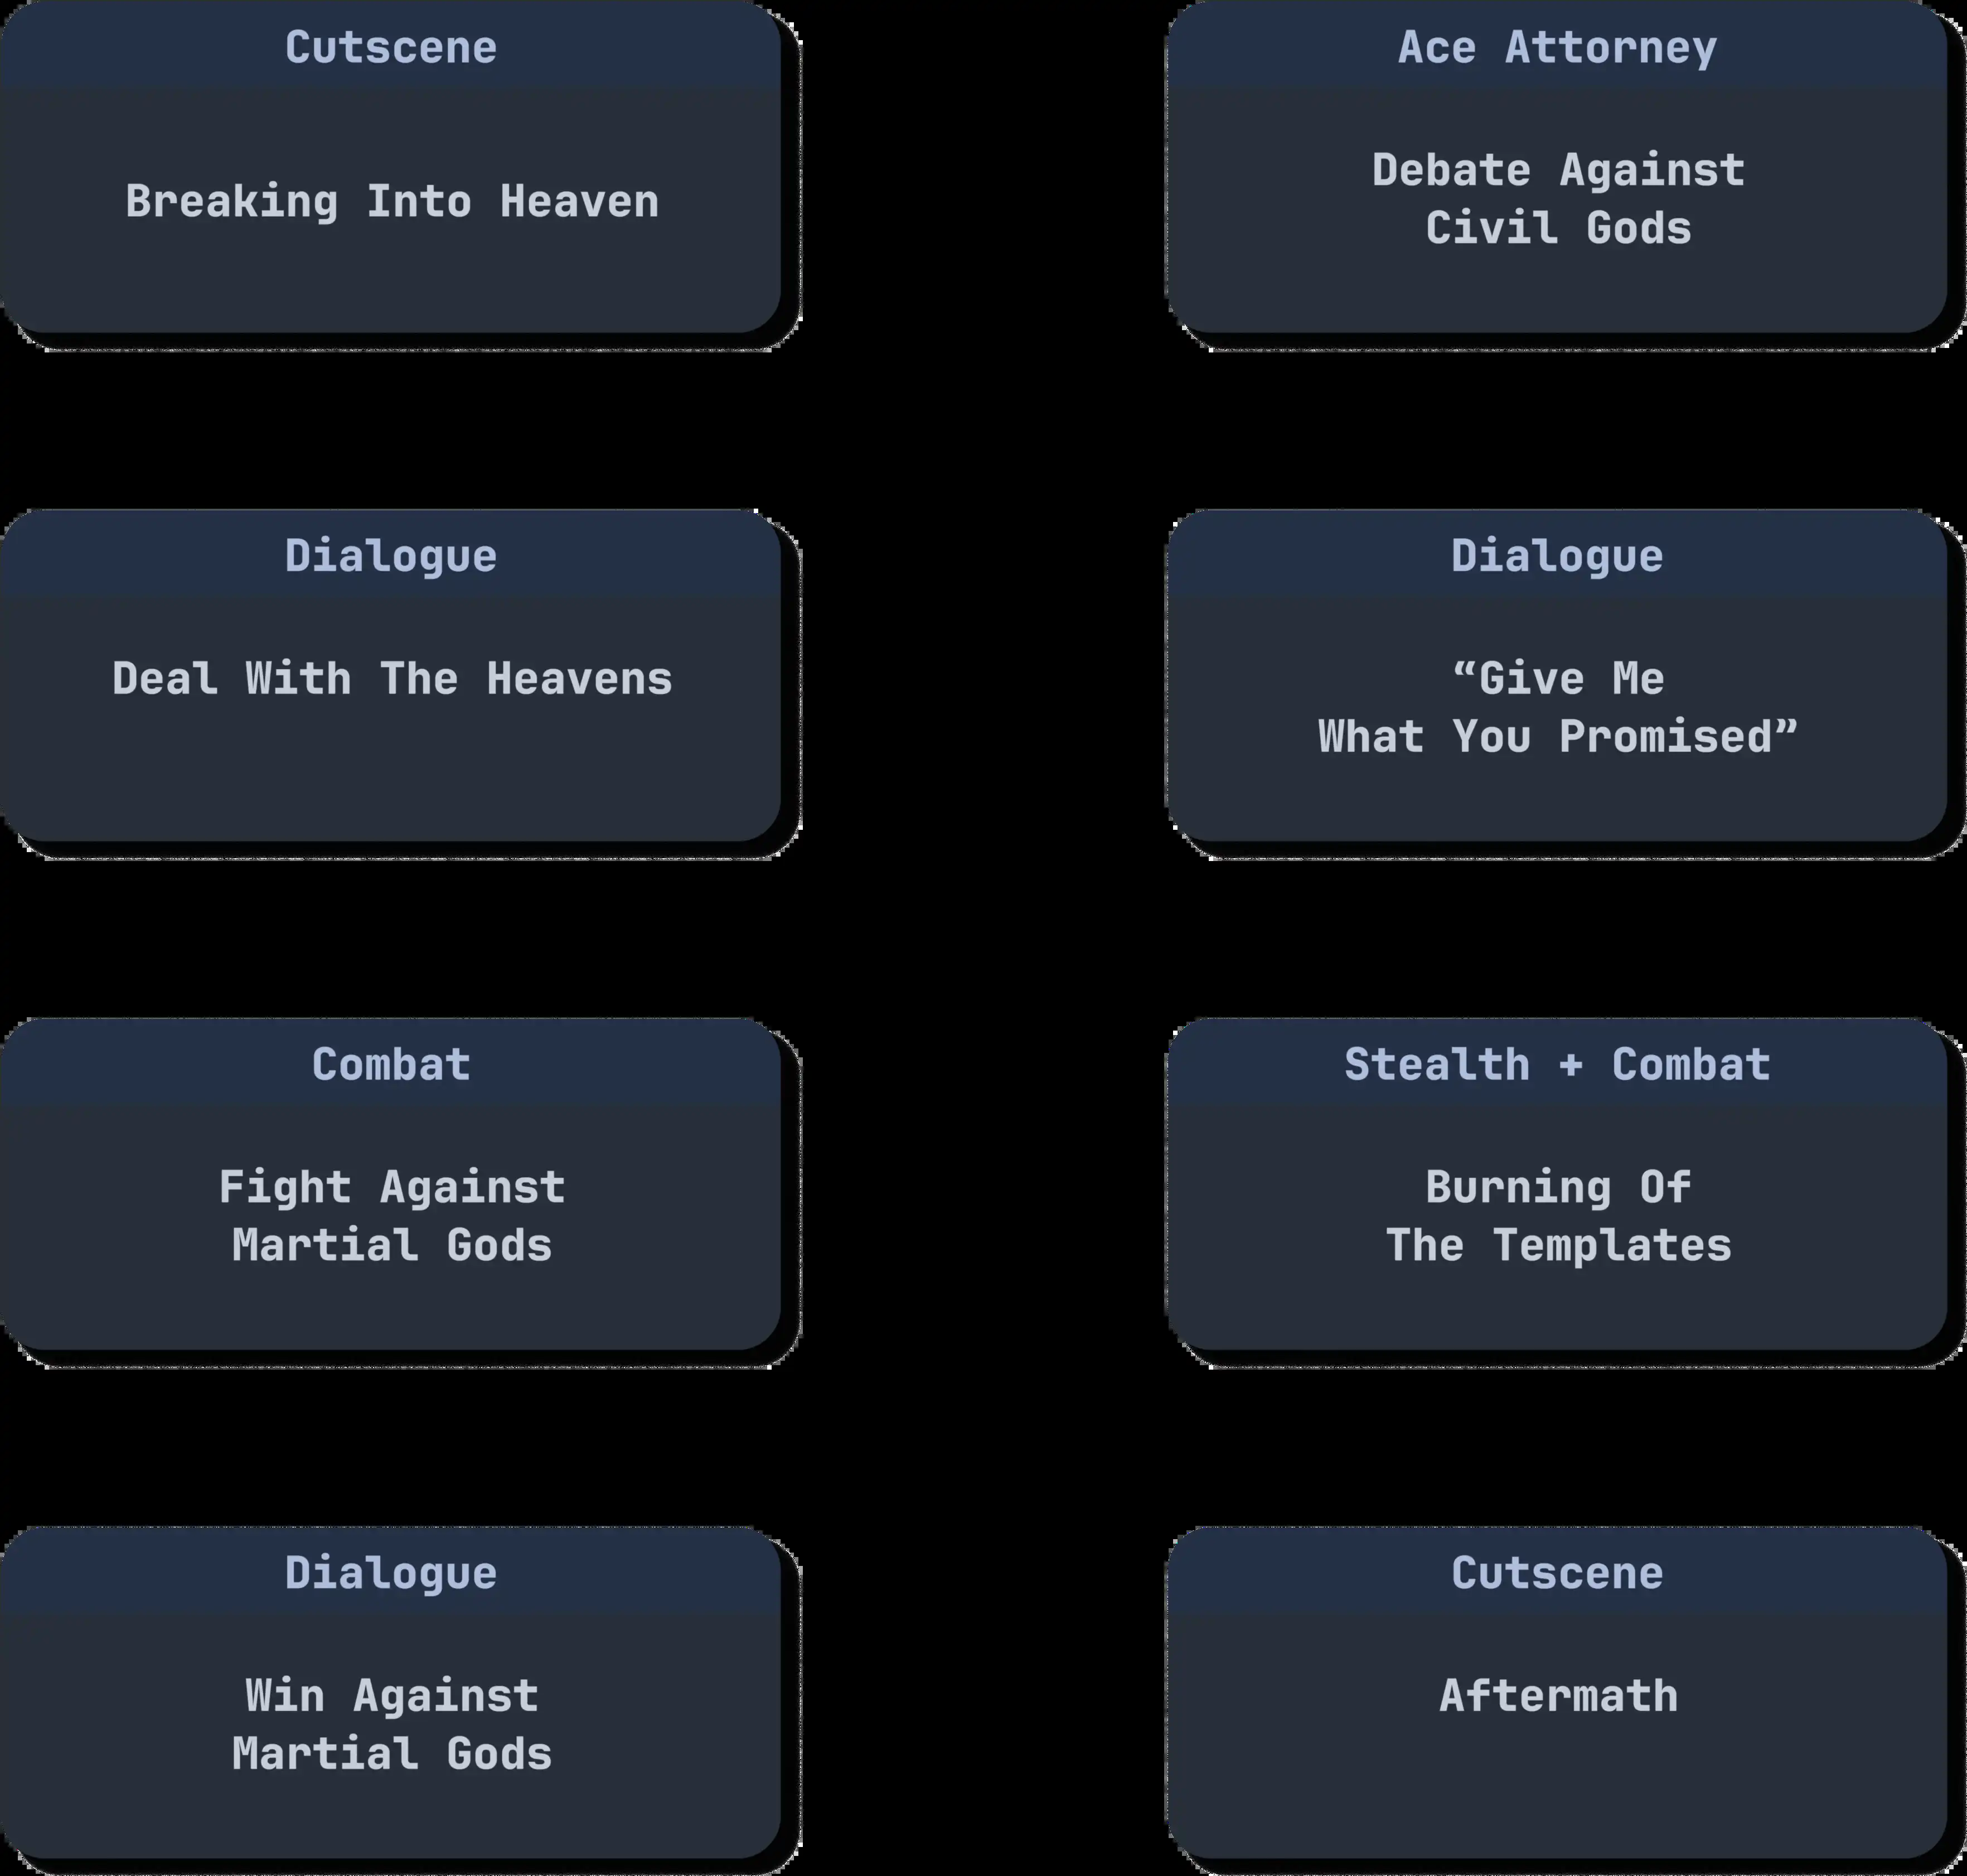 Cutscene
Breaking Into Heaven
Dialogue
Deal With The Heavens
Combat
Fight Against
Martial Gods
Dialogue
Win Against
Martial Gods
Ace Attorney
Debate Against
Civil Gods
Dialogue
“Give Me
What You Promised”
Stealth + Combat
Burning Of
The Templates
Cutscene
Aftermath